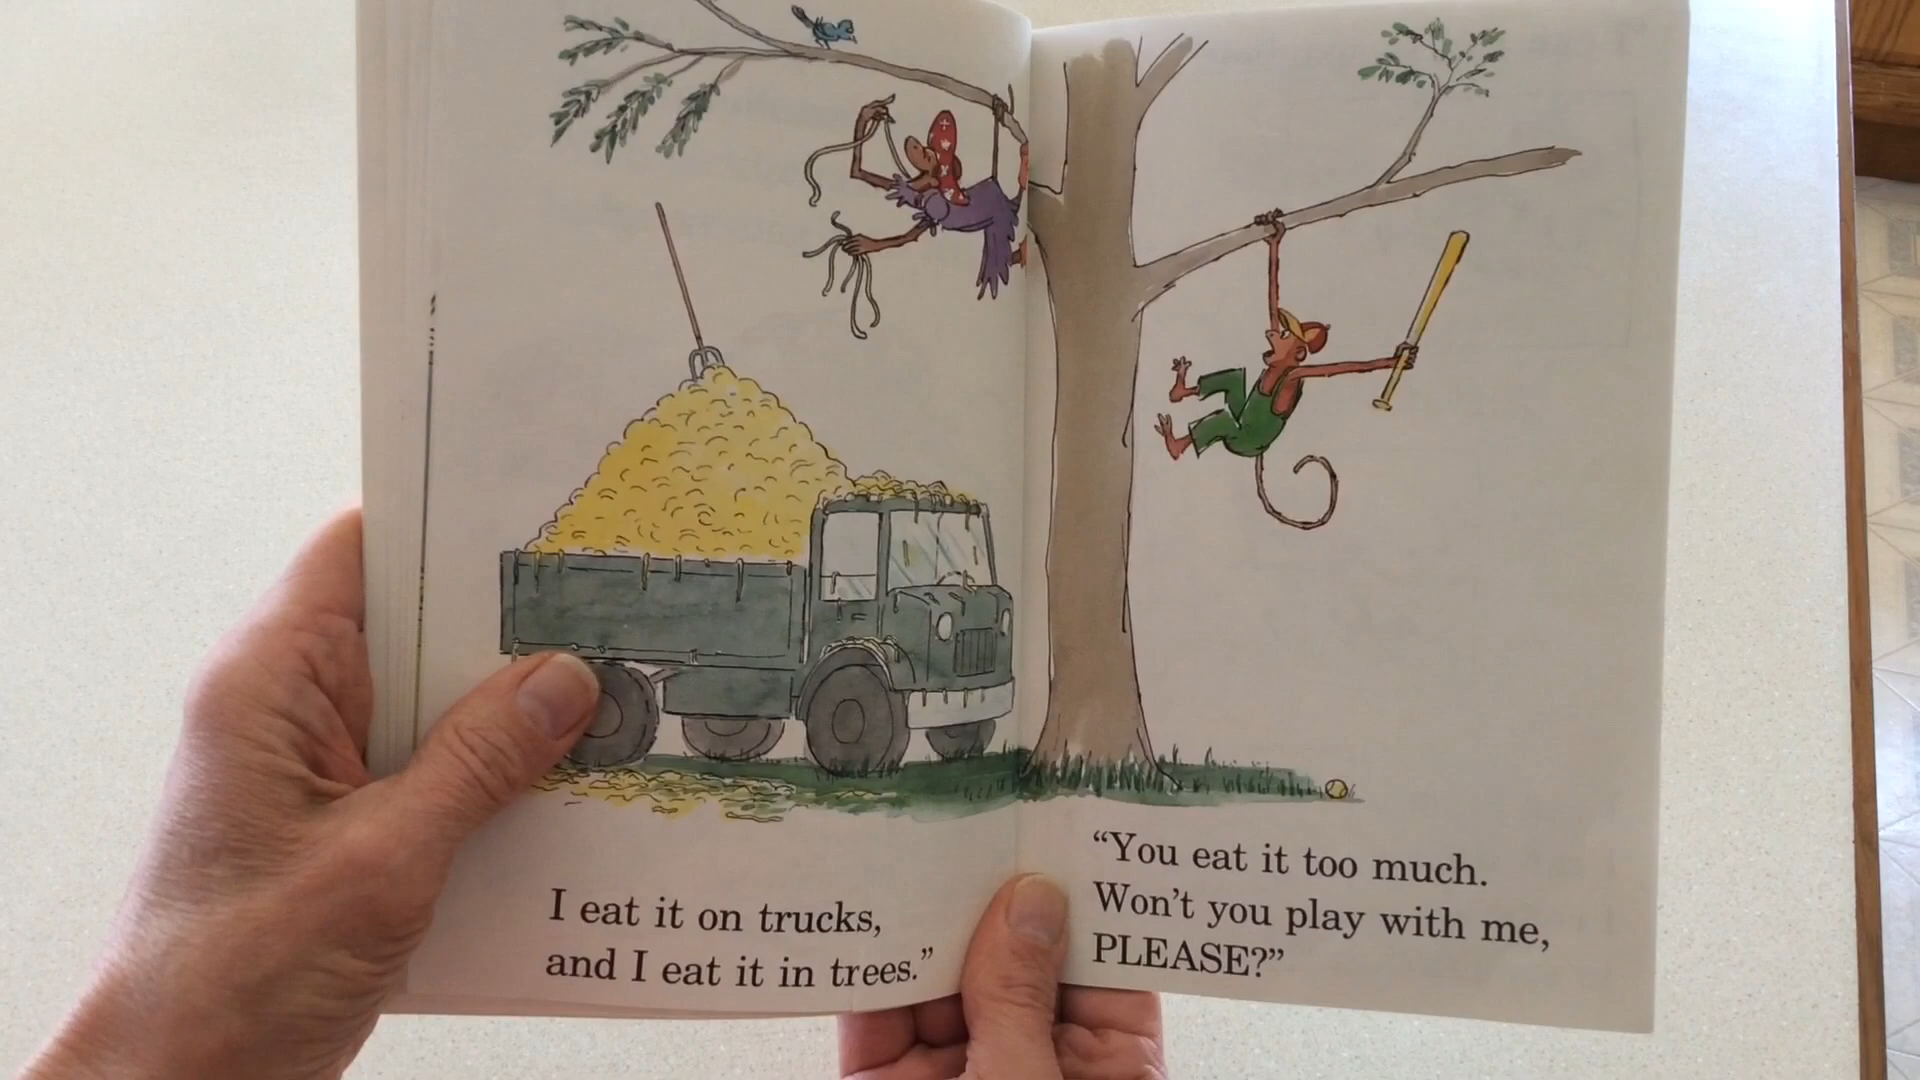 I eat it on trucks,
and I eat it in trees.”
“You eat it too much.
Won’t you play with me,
PLEASE?”